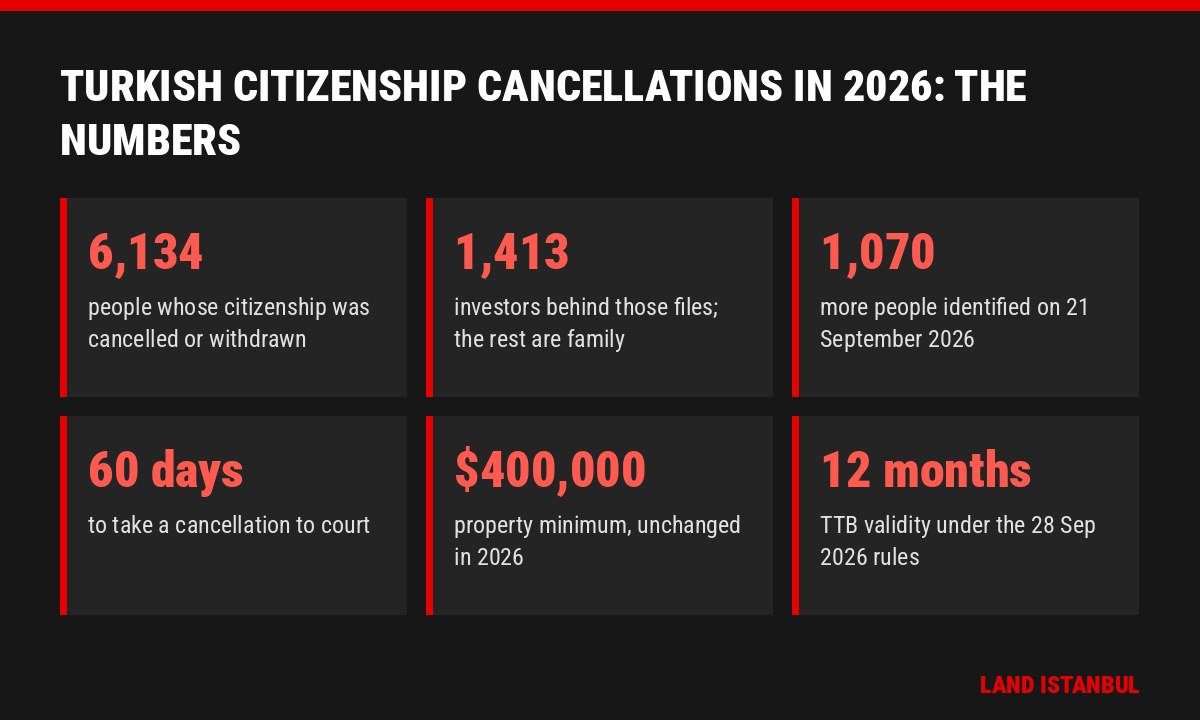 TURKISH CITIZENSHIP CANCELLATIONS IN 2026: THE
NUMBERS
6,134
people whose citizenship was
cancelled or withdrawn
1,413
investors behind those files;
the rest are family
1,070
more people identified on 21
September 2026
60 days
to take a cancellation to court
$400,000
property minimum, unchanged
in 2026
12 months
TTB validity under the 28 Sep
2026 rules
LAND ISTANBUL